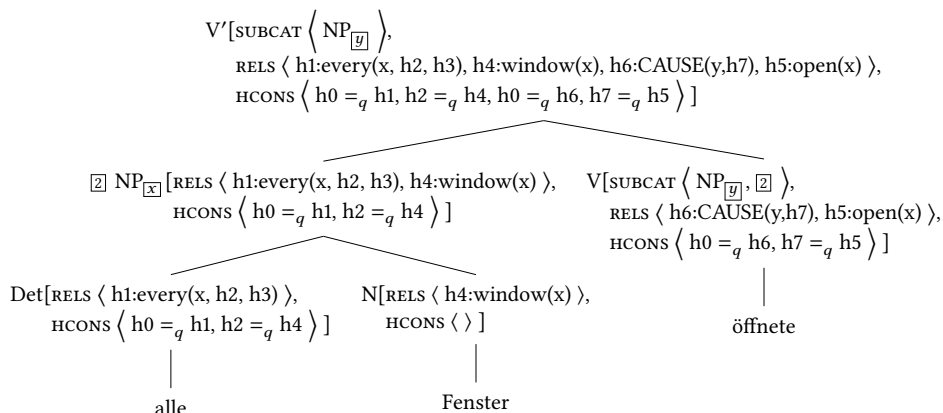 V′[SUBCAT ⟨ NP[y] ⟩,
RELS ⟨ h1:every(x, h2, h3), h4:window(x), h6:CAUSE(y,h7), h5:open(x) ⟩,
HCONS ⟨ h0 =q h1, h2 =q h4, h0 =q h6, h7 =q h5 ⟩ ]
[2] NP[x] [RELS ⟨ h1:every(x, h2, h3), h4:window(x) ⟩,
HCONS ⟨ h0 =q h1, h2 =q h4 ⟩ ]
V[SUBCAT ⟨ NP[y], [2] ⟩,
RELS ⟨ h6:CAUSE(y,h7), h5:open(x) ⟩,
HCONS ⟨ h0 =q h6, h7 =q h5 ⟩ ]
Det[RELS ⟨ h1:every(x, h2, h3) ⟩,
HCONS ⟨ h0 =q h1, h2 =q h4 ⟩ ]
N[RELS ⟨ h4:window(x) ⟩,
HCONS ⟨ ⟩ ]
öffnete
alle
Fenster